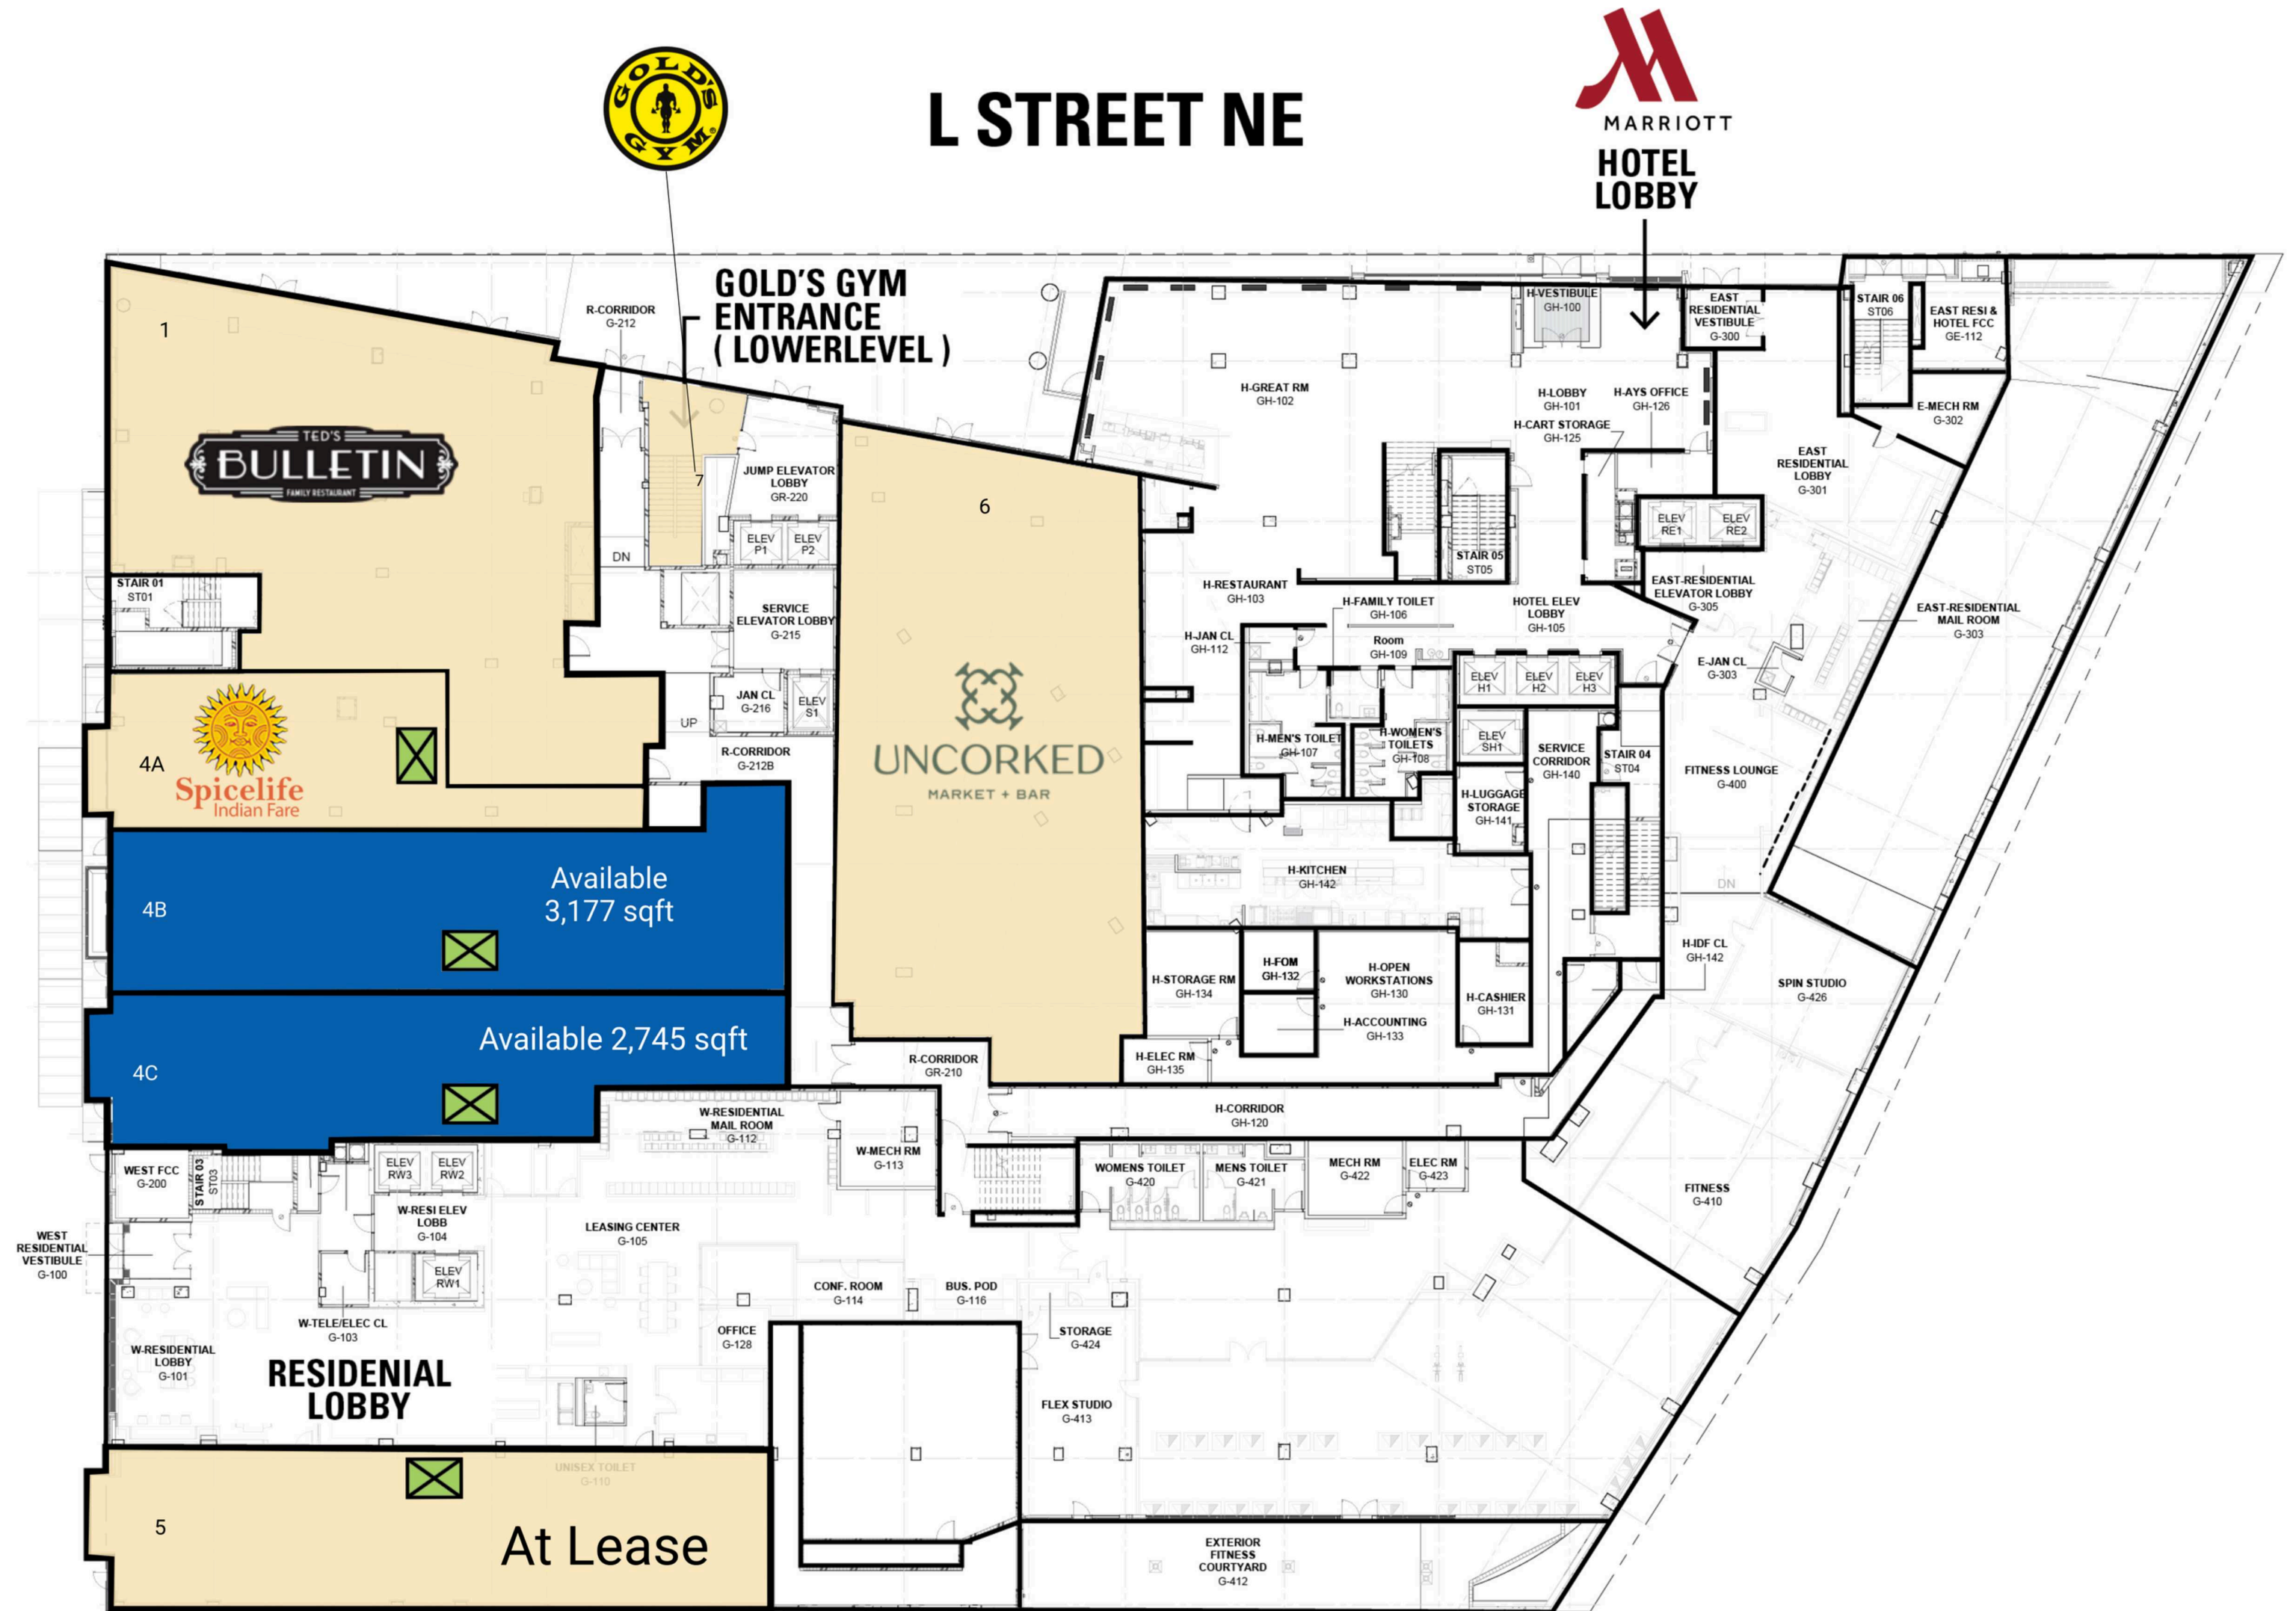 GOLD'S GYM
L STREET NE
MARRIOTT
HOTEL
LOBBY
GOLD'S GYM
ENTRANCE
( LOWERLEVEL )
R-CORRIDOR
G-212
1
TED'S
BULLETIN
FAMILY RESTAURANT
7
JUMP ELEVATOR
LOBBY
GR-220
ELEV
P1
ELEV
P2
DN
STAIR 01
ST01
SERVICE
ELEVATOR LOBBY
G-215
JAN CL
G-216
ELEV
S1
UP
R-CORRIDOR
G-212B
4A
Spicelife
Indian Fare
6
UNCORKED
MARKET + BAR
H-VESTIBULE
GH-100
EAST
RESIDENTIAL
VESTIBULE
G-300
STAIR 06
ST06
EAST RESI &
HOTEL FCC
GE-112
H-GREAT RM
GH-102
H-LOBBY
GH-101
H-AYS OFFICE
GH-126
H-CART STORAGE
GH-125
E-MECH RM
G-302
EAST
RESIDENTIAL
LOBBY
G-301
ELEV
RE1
ELEV
RE2
STAIR 05
ST05
H-RESTAURANT
GH-103
H-FAMILY TOILET
GH-106
HOTEL ELEV
LOBBY
GH-105
EAST-RESIDENTIAL
ELEVATOR LOBBY
G-305
EAST-RESIDENTIAL
MAIL ROOM
G-303
H-JAN CL
GH-112
Room
GH-109
E-JAN CL
G-303
ELEV
H1
ELEV
H2
ELEV
H3
H-MEN'S TOILET
GH-107
H-WOMEN'S
TOILETS
GH-108
ELEV
SH1
SERVICE
CORRIDOR
GH-140
STAIR 04
ST04
FITNESS LOUNGE
G-400
H-LUGGAGE
STORAGE
GH-141
H-KITCHEN
GH-142
DN
4B
Available
3,177 sqft
H-STORAGE RM
GH-134
H-FOM
GH-132
H-OPEN
WORKSTATIONS
GH-130
H-CASHIER
GH-131
H-IDF CL
GH-142
SPIN STUDIO
G-426
H-ACCOUNTING
GH-133
4C
Available 2,745 sqft
R-CORRIDOR
GR-210
H-ELEC RM
GH-135
H-CORRIDOR
GH-120
W-RESIDENTIAL
MAIL ROOM
G-112
W-MECH RM
G-113
WOMENS TOILET
G-420
MENS TOILET
G-421
MECH RM
G-422
ELEC RM
G-423
FITNESS
G-410
WEST FCC
G-200
STAIR 03
ST03
ELEV
RW3
ELEV
RW2
W-RESI ELEV
LOBB
G-104
ELEV
RW1
LEASING CENTER
G-105
WEST
RESIDENTIAL
VESTIBULE
G-100
CONF. ROOM
G-114
BUS. POD
G-116
W-TELE/ELEC CL
G-103
OFFICE
G-128
STORAGE
G-424
W-RESIDENTIAL
LOBBY
G-101
RESIDENIAL
LOBBY
FLEX STUDIO
G-413
UNISEX TOILET
G-110
5
At Lease
EXTERIOR
FITNESS
COURTYARD
G-412